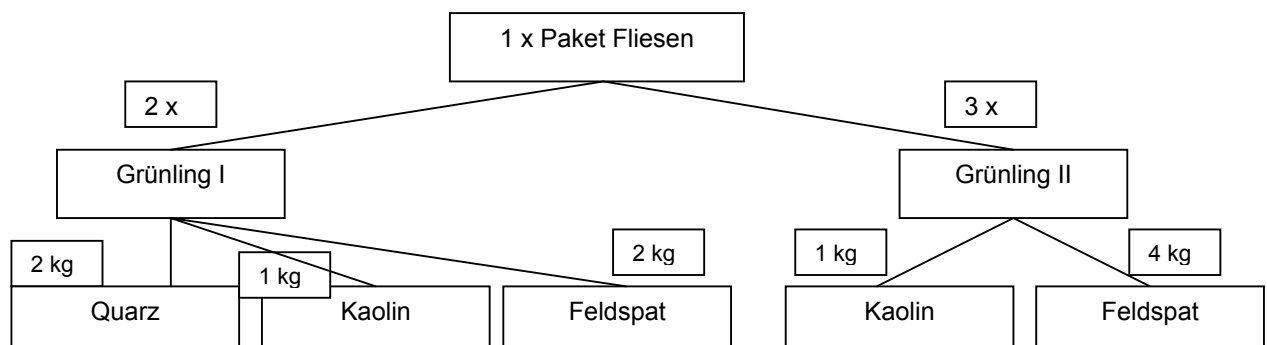 1 x Paket Fliesen
2 x
3 x
Grünling I
Grünling II
2 kg
1 kg
2 kg
1 kg
4 kg
Quarz
Kaolin
Feldspat
Kaolin
Feldspat